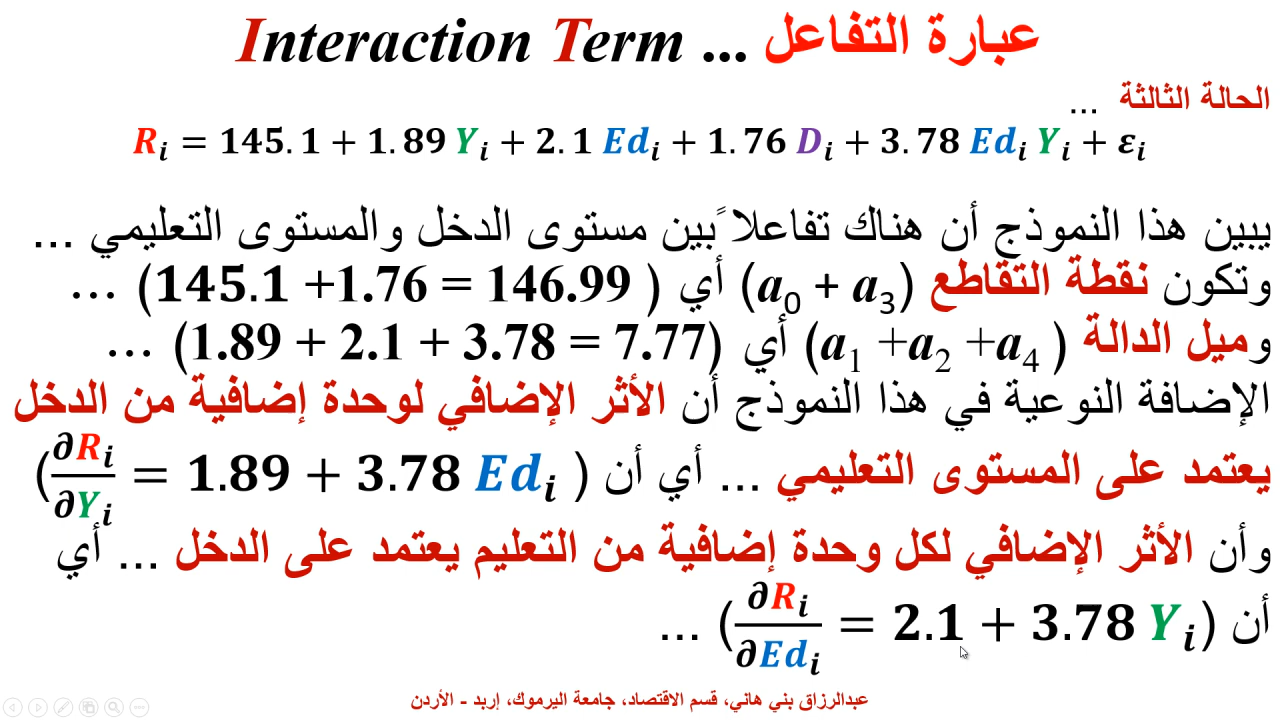 عبارة التفاعل ... Interaction Term
الحالة الثالثة ...
Rᵢ = 145.1 + 1.89 Yᵢ + 2.1 Edᵢ + 1.76 Dᵢ + 3.78 Edᵢ Yᵢ + εᵢ
يبين هذا النموذج أن هناك تفاعلاً بين مستوى الدخل والمستوى التعليمي ...
وتكون نقطة التقاطع (a₀ + a₃) أي (145.1 +1.76 = 146.99 ) ...
وميل الدالة (a₁ +a₂ +a₄ ) أي (1.89 + 2.1 + 3.78 = 7.77) ...
الإضافة النوعية في هذا النموذج أن الأثر الإضافي لوحدة إضافية من الدخل
يعتمد على المستوى التعليمي ... أي أن (∂Rᵢ/∂Yᵢ = 1.89 + 3.78 Edᵢ )
وأن الأثر الإضافي لكل وحدة إضافية من التعليم يعتمد على الدخل ... أي
أن (∂Rᵢ/∂Edᵢ = 2.1 + 3.78 Yᵢ) ...
عبدالرزاق بني هاني، قسم الاقتصاد، جامعة اليرموك، إربد - الأردن